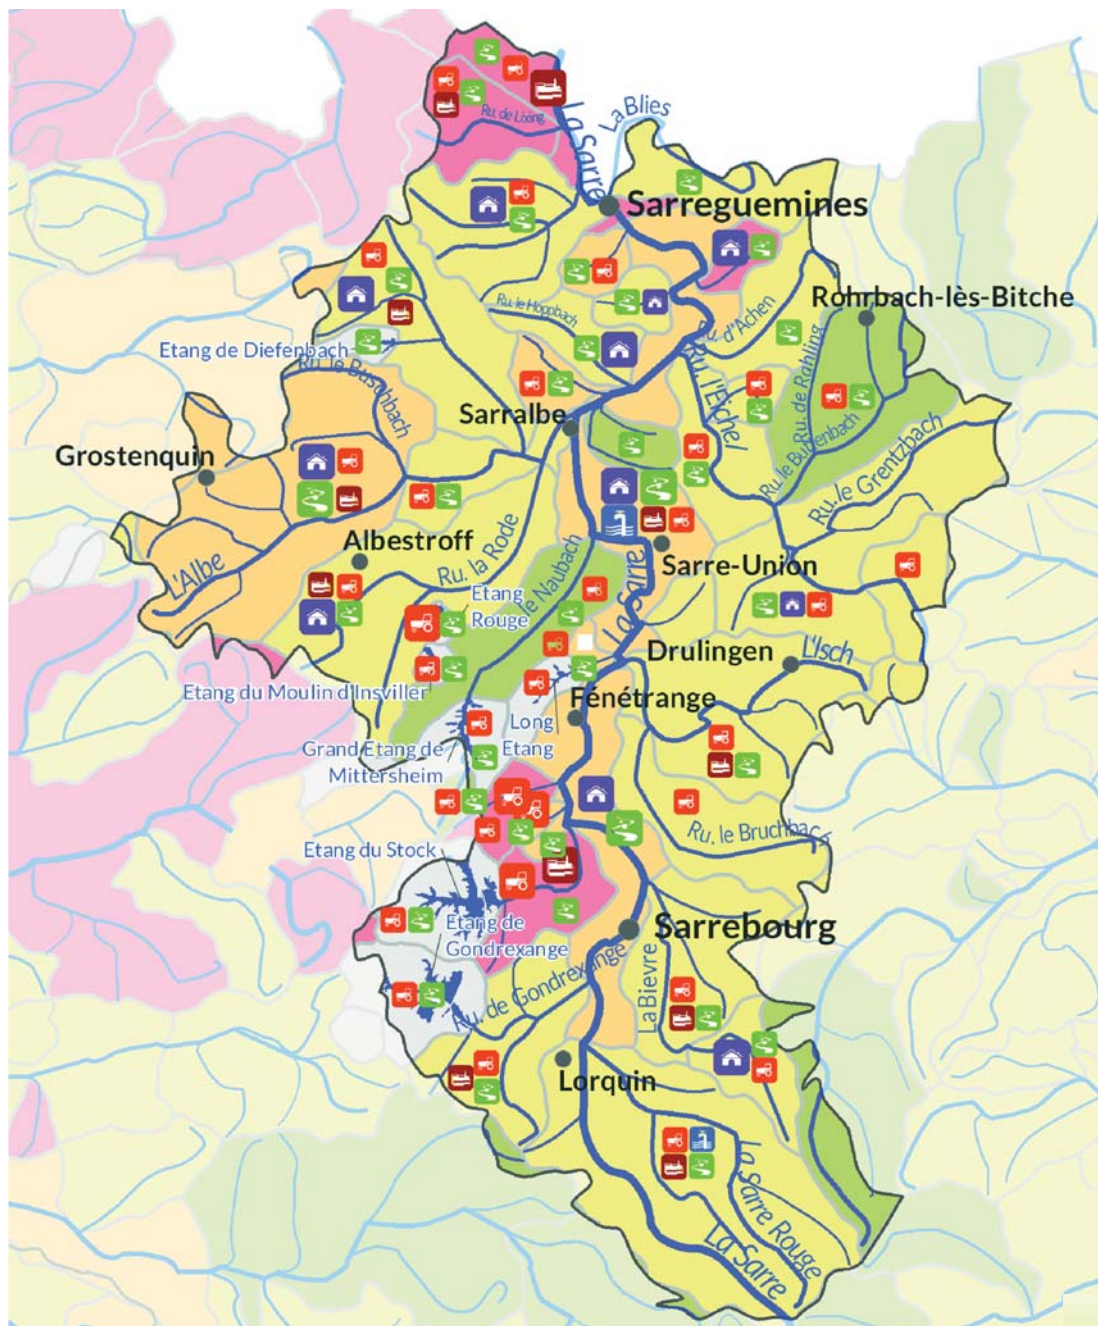 La Blies
Ru. de Lixing
La Sarre
Sarreguemines
Rohrbach-lès-Bitche
Ru. le Hoppbach
Ru. d'Achen
Etang de Diefenbach
Ru. le Buschbach
Ru. l'Eichel
Ru. de Rahling
Sarralbe
Ru. le Buttenbach
Ru. le Grentzbach
Grostenquin
Albestroff
Ru. la Rode
le Naubach
La Sarre
Sarre-Union
L'Albe
Etang
Rouge
Drulingen
L'Isch
Etang du Moulin d'Insviller
Fénétrange
Long
Etang
Grand Etang de
Mittersheim
Ru. le Bruchbach
Etang du Stock
Etang de
Gondrexange
Sarrebourg
Ru. de Gondrexange
La Bievre
Lorquin
La Sarre Rouge
La Sarre